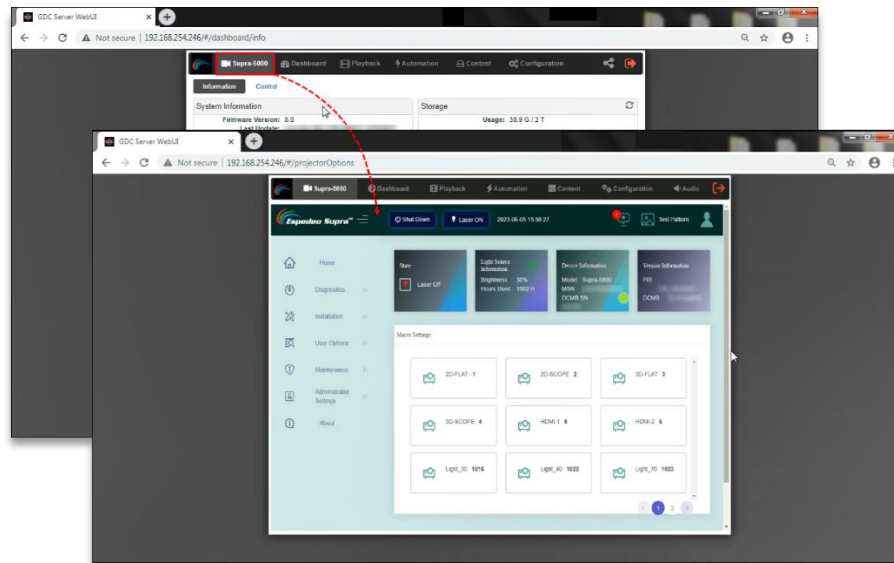 GDC Server WebUI
Not secure | 192.168.254.246/#/dashboard/info
Supra-5000 Dashboard Playback Automation Content Configuration
Information Control
System Information
Firmware Version: 8.0
Last Update:
Storage
Usage: 38.9 G / 2 T
GDC Server WebUI
Not secure | 192.168.254.246/#/projectorOptions
Supra-5000 Dashboard Playback Automation Content Configuration Audio
Espedeo Supra™ Shut Down Laser ON 2023-06-05 15:58:27 Test Pattern
Home
Diagnostics
Installation
User Options
Maintenance
Administrator
Settings
About
State
Laser Off
Light Source
Information
Brightness 30%
Hours Used 1002 H
Device Information
Model Supra-5000
MSN
DCMB SN
Version Information
PIB
DCMB
Macro Settings
2D-FLAT 1 2D-SCOPE 2 3D-FLAT 3
3D-SCOPE 4 HDMI-1 HDMI-2 6
Light_30 1016 Light_40 1022 Light_70 1023
1 2